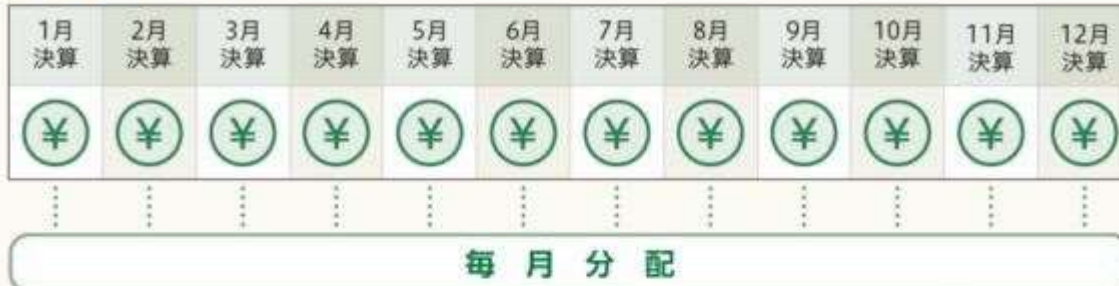 1月 2月 3月 4月 5月 6月 7月 8月 9月 10月 11月 12月
決算 決算 決算 決算 決算 決算 決算 決算 決算 決算 決算 決算
¥ ¥ ¥ ¥ ¥ ¥ ¥ ¥ ¥ ¥ ¥ ¥
毎月分配